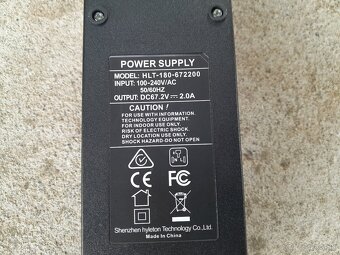 POWER SUPPLY
MODEL: HLT-180-672200
INPUT: 100-240V/AC
50/60HZ
OUTPUT: DC67.2V⎓2.0A
CAUTION !
FOR USE WITH INFORMATION.
TECHNOLOGY EQUIPMENT.
FOR INDOOR USE ONLY.
RISK OF ELECTRIC SHOCK.
DRY LOCATION USE ONLY.
SHOCK HAZARD-DO NOT OPEN
CE FC
Shenzhen hyleton Technology Co.,Ltd.
Made In China